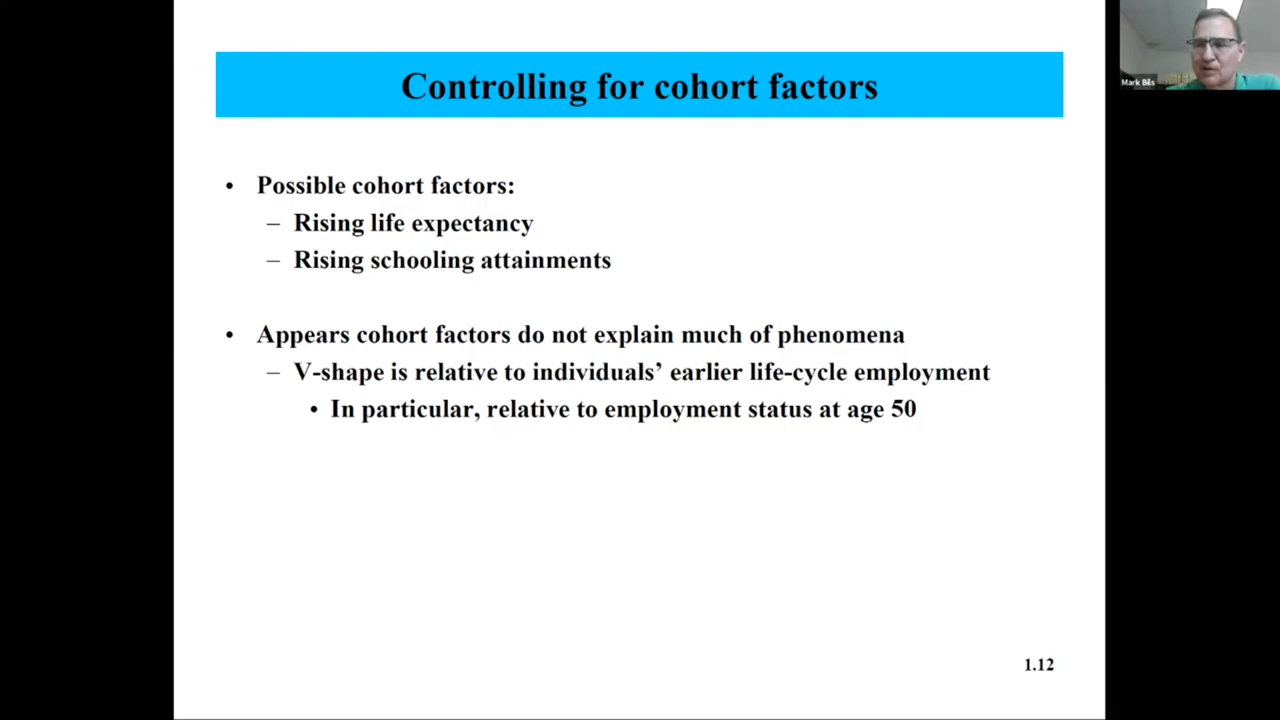 Controlling for cohort factors
Mark Bils
• Possible cohort factors:
– Rising life expectancy
– Rising schooling attainments
• Appears cohort factors do not explain much of phenomena
– V-shape is relative to individuals’ earlier life-cycle employment
• In particular, relative to employment status at age 50
1.12